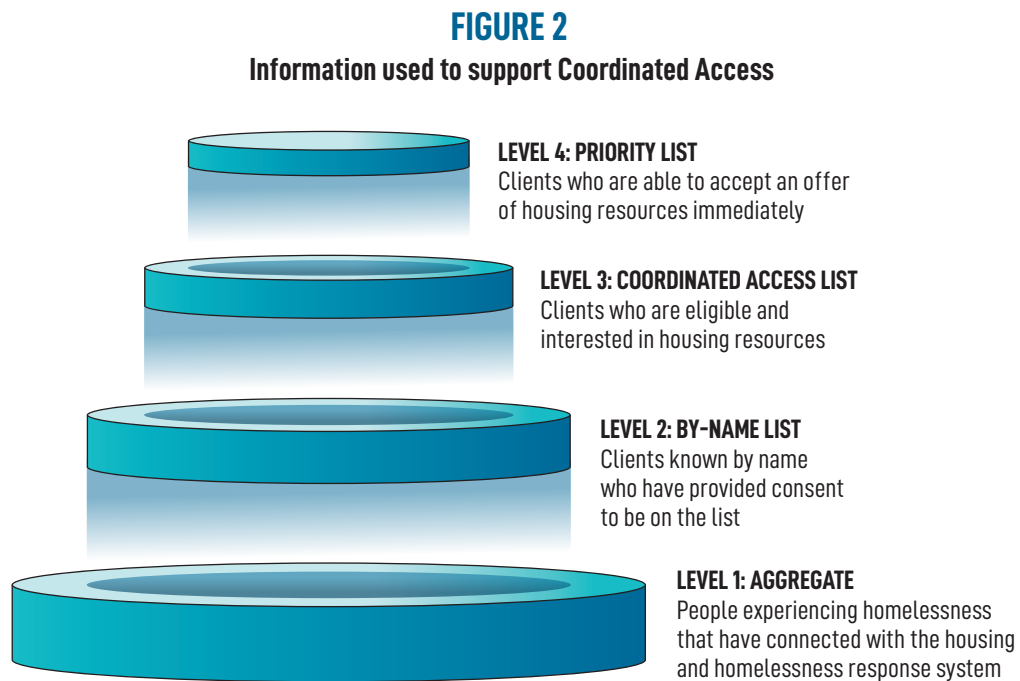 FIGURE 2
Information used to support Coordinated Access
LEVEL 4: PRIORITY LIST
Clients who are able to accept an offer
of housing resources immediately
LEVEL 3: COORDINATED ACCESS LIST
Clients who are eligible and
interested in housing resources
LEVEL 2: BY-NAME LIST
Clients known by name
who have provided consent
to be on the list
LEVEL 1: AGGREGATE
People experiencing homelessness
that have connected with the housing
and homelessness response system